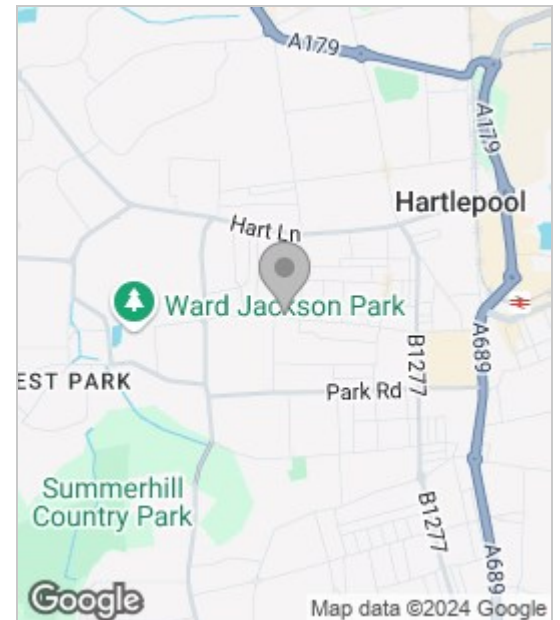 A179
A179
Hartlepool
Hart Ln
Ward Jackson Park
B1277
A689
EST PARK
Park Rd
Summerhill
Country Park
B1277
A689
Google
Map data ©2024 Google